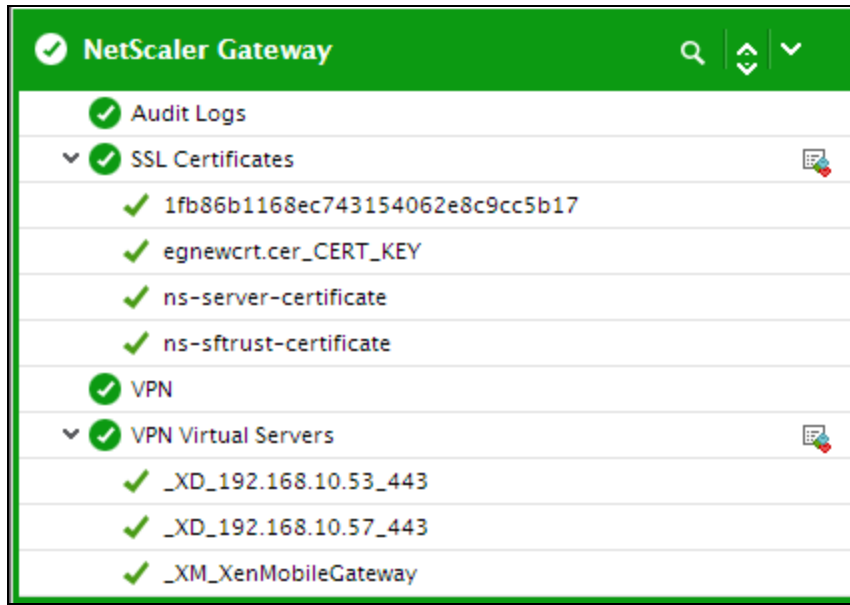 NetScaler Gateway
Audit Logs
SSL Certificates
1fb86b1168ec743154062e8c9cc5b17
egnewcrt.cer_CERT_KEY
ns-server-certificate
ns-sftrust-certificate
VPN
VPN Virtual Servers
_XD_192.168.10.53_443
_XD_192.168.10.57_443
_XM_XenMobileGateway